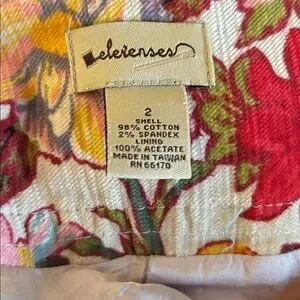 elevenses
2
SHELL
98% COTTON
2% SPANDEX
LINING
100% ACETATE
MADE IN TAIWAN
RN 66170